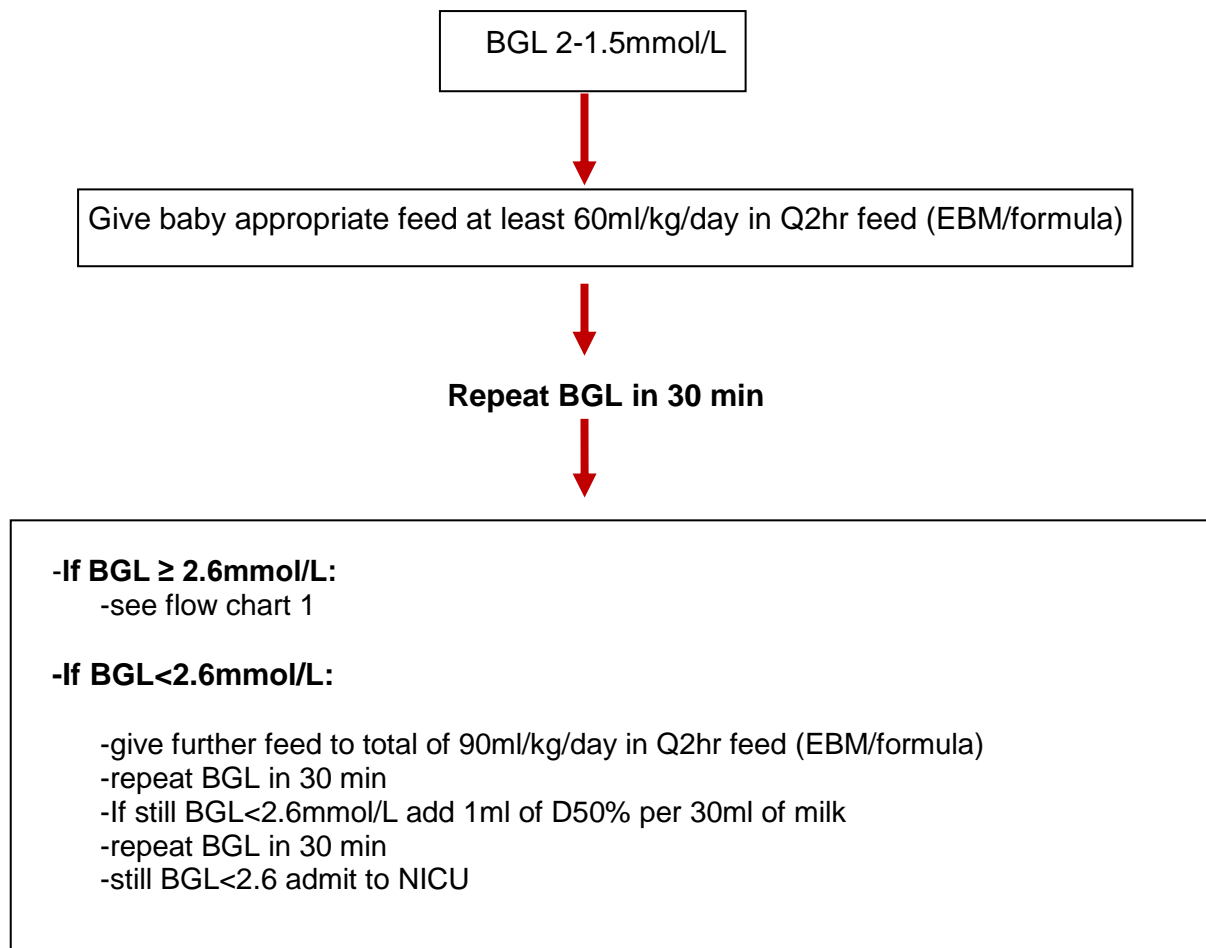 BGL 2-1.5mmol/L
Give baby appropriate feed at least 60ml/kg/day in Q2hr feed (EBM/formula)
Repeat BGL in 30 min
-If BGL ≥ 2.6mmol/L:
-see flow chart 1
-If BGL<2.6mmol/L:
-give further feed to total of 90ml/kg/day in Q2hr feed (EBM/formula)
-repeat BGL in 30 min
-If still BGL<2.6mmol/L add 1ml of D50% per 30ml of milk
-repeat BGL in 30 min
-still BGL<2.6 admit to NICU